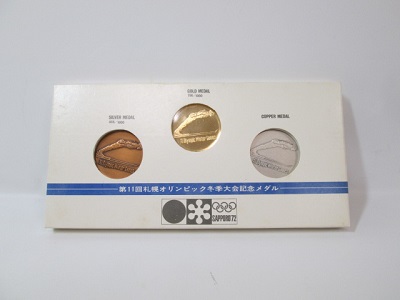 GOLD MEDAL
SILVER MEDAL
COPPER MEDAL
第11回札幌オリンピック冬季大会記念メダル
SAPPORO'72